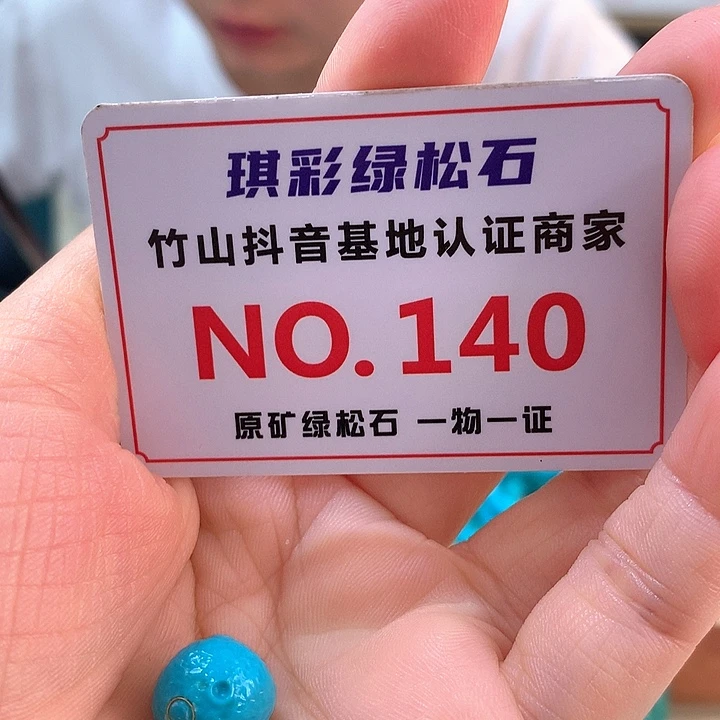 琪彩绿松石
竹山抖音基地认证商家
NO.140
原矿绿松石 一物一证